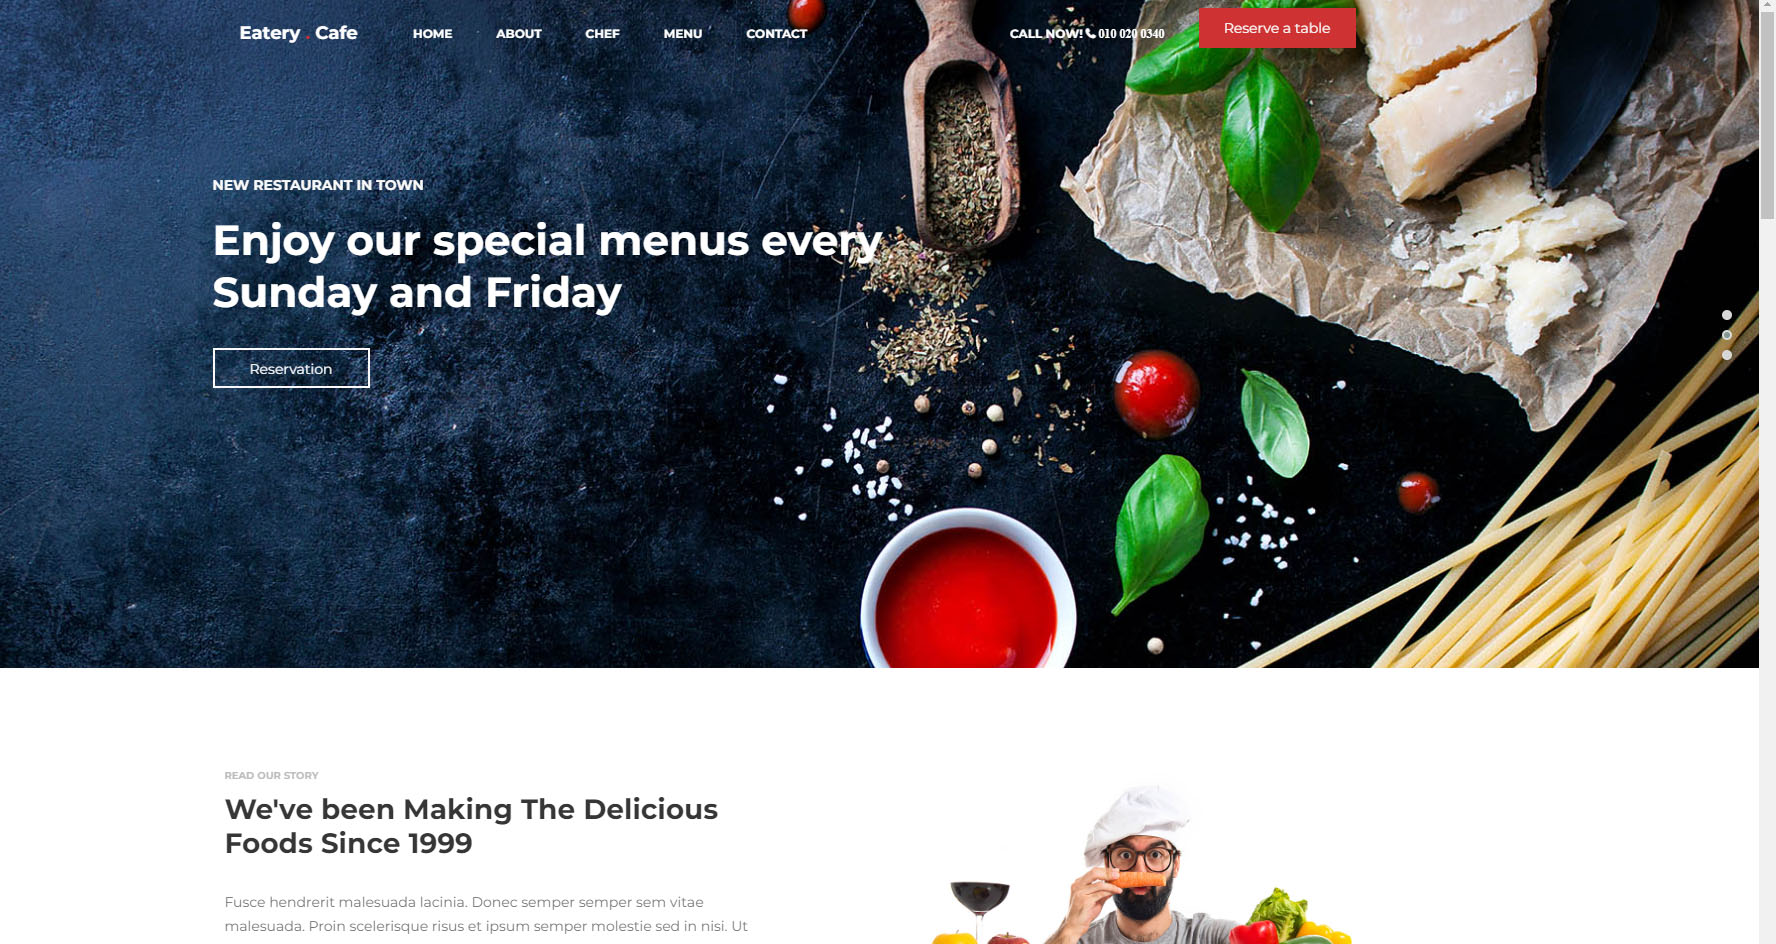 Eatery . Cafe
HOME
ABOUT
CHEF
MENU
CONTACT
CALL NOW! 010 020 0340
Reserve a table
NEW RESTAURANT IN TOWN
Enjoy our special menus every
Sunday and Friday
Reservation
READ OUR STORY
We've been Making The Delicious
Foods Since 1999
Fusce hendrerit malesuada lacinia. Donec semper semper sem vitae
malesuada. Proin scelerisque risus et ipsum semper molestie sed in nisi. Ut